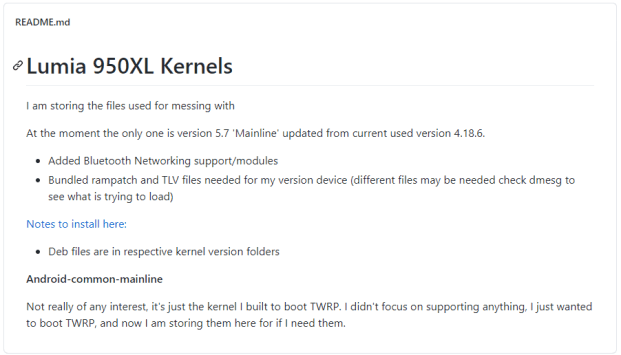 README.md
Lumia 950XL Kernels
I am storing the files used for messing with
At the moment the only one is version 5.7 'Mainline' updated from current used version 4.18.6.
• Added Bluetooth Networking support/modules
• Bundled rampatch and TLV files needed for my version device (different files may be needed check dmesg to
see what is trying to load)
Notes to install here:
• Deb files are in respective kernel version folders
Android-common-mainline
Not really of any interest, it's just the kernel I built to boot TWRP. I didn't focus on supporting anything, I just wanted
to boot TWRP, and now I am storing them here for if I need them.